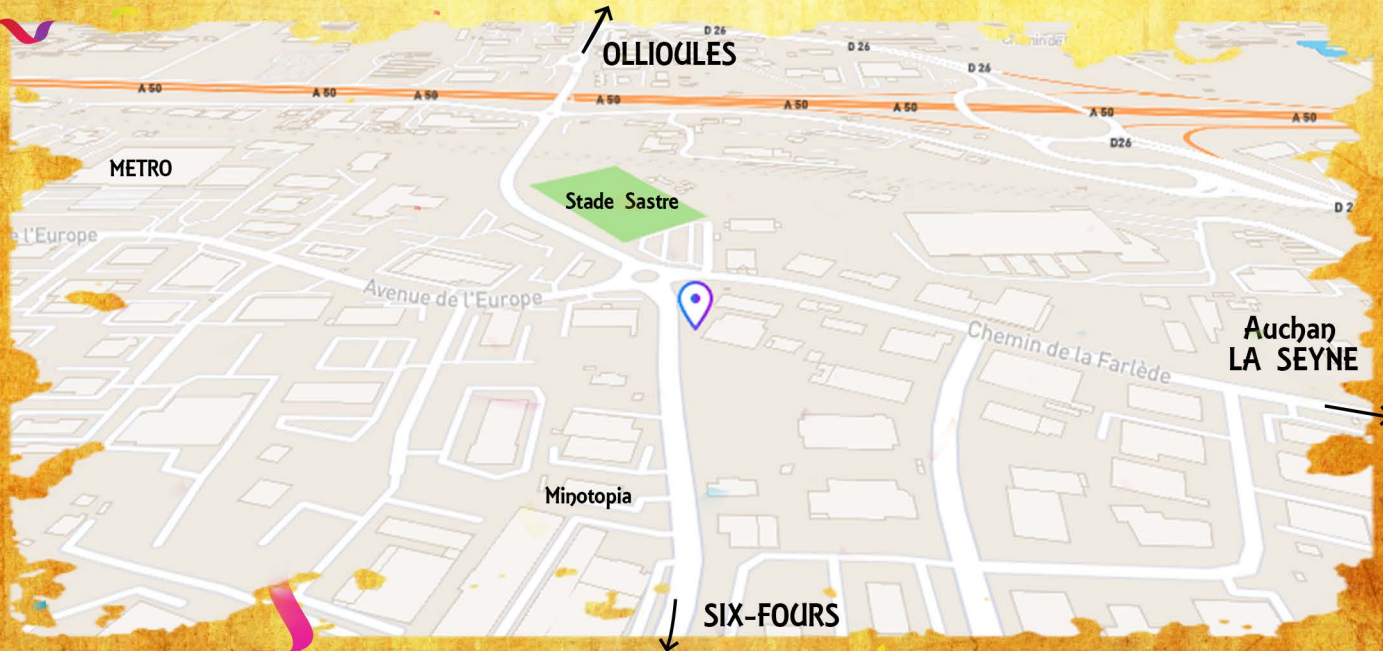 D 26
OLLIOULES
D 26
D 26
A 50
A 50
A 50
A 50
A 50
A 50
A 50
A 50
D26
METRO
Stade Sastre
D 2
e l'Europe
Avenue de l'Europe
Chemin de la Farlède
Auchan
LA SEYNE
Minotopia
SIX-FOURS